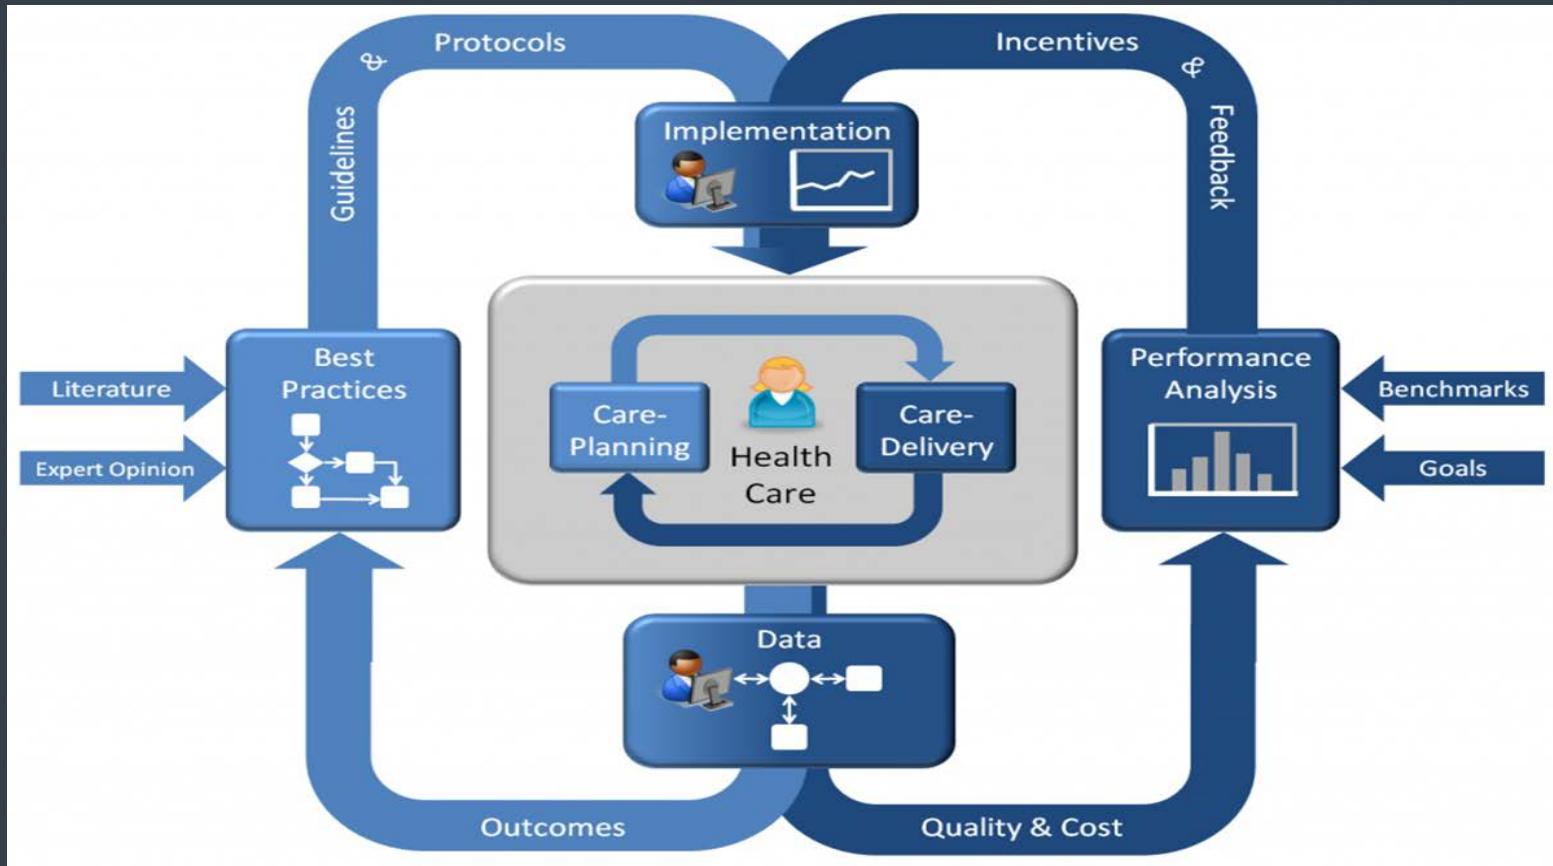 Protocols
&
Guidelines
Incentives
&
Feedback
Implementation
Best
Practices
Literature
Expert Opinion
Care-
Planning
Health
Care
Care-
Delivery
Performance
Analysis
Benchmarks
Goals
Data
Outcomes
Quality & Cost